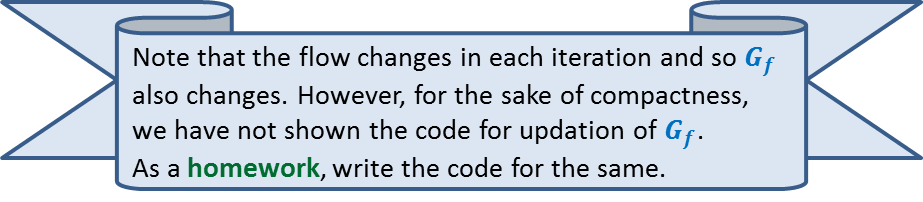 Note that the flow changes in each iteration and so G_f
also changes. However, for the sake of compactness,
we have not shown the code for updation of G_f.
As a homework, write the code for the same.